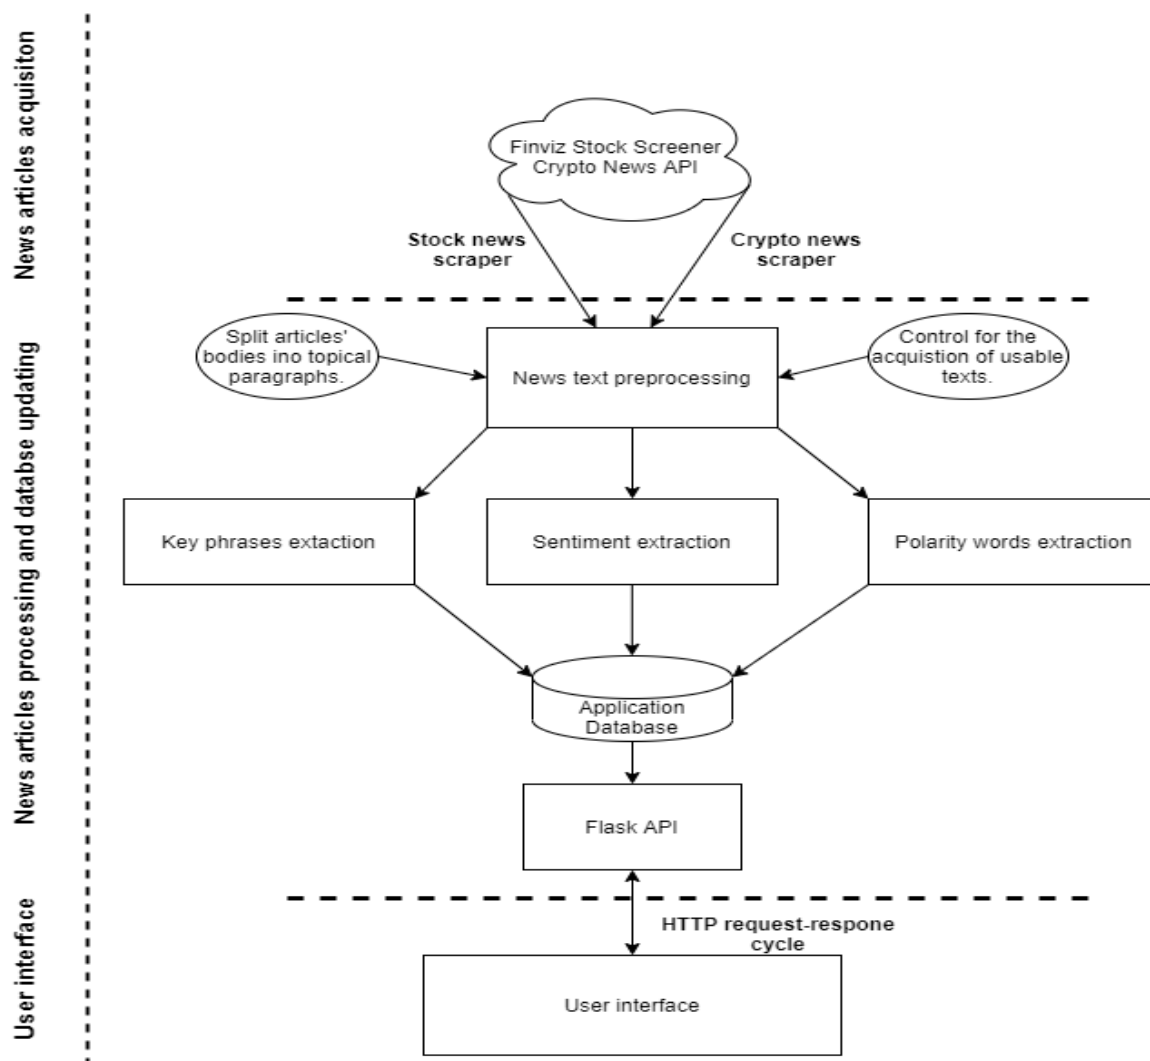 News articles acquisiton
Finviz Stock Screener
Crypto News API
Stock news
scraper
Crypto news
scraper
News articles processing and databse updating
Split articles'
bodies ino topical
paragraphs.
News text preprocessing
Control for the
acquistion of usable
texts.
Key phrases extaction
Sentiment extraction
Polarity words extraction
Application
Database
Flask API
User interface
HTTP request-respone
cycle
User interface